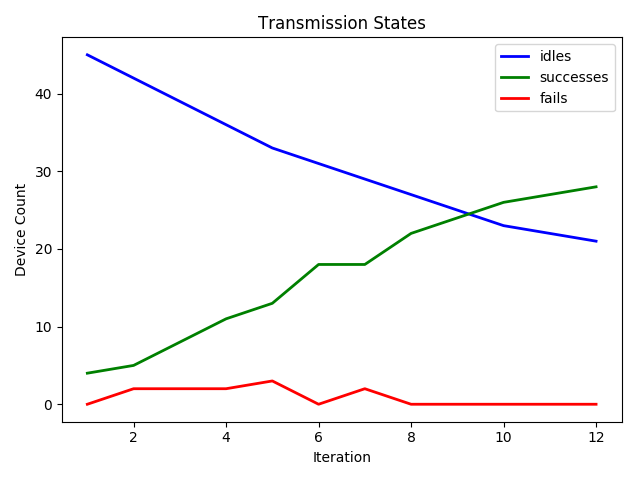 Transmission States
idles
successes
fails
Device Count
40
30
20
10
0
2 4 6 8 10 12
Iteration